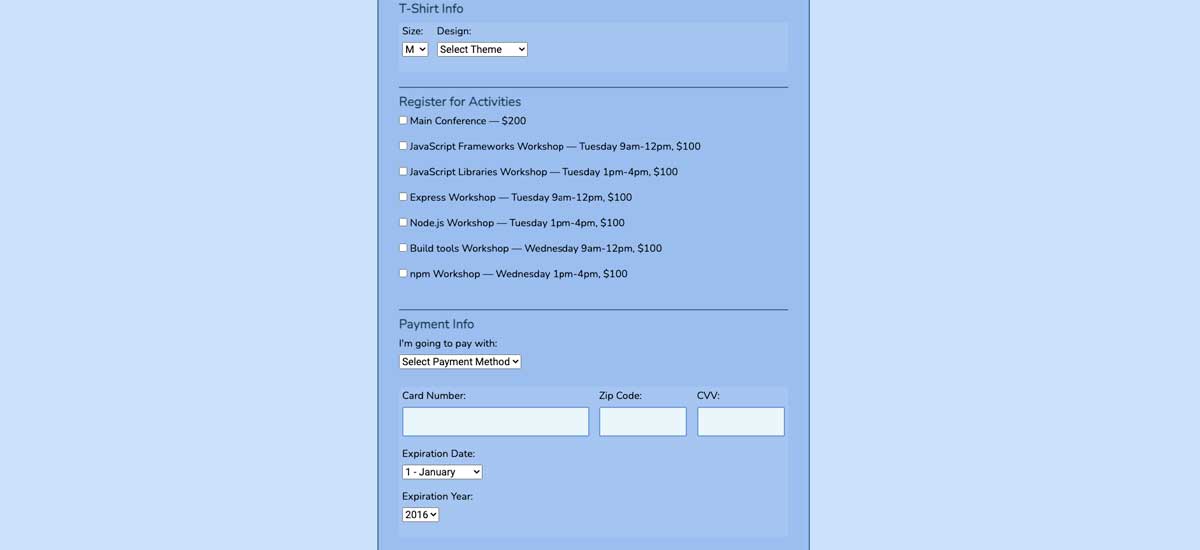 T-Shirt Info
Size: Design:
M Select Theme
Register for Activities
Main Conference — $200
JavaScript Frameworks Workshop — Tuesday 9am-12pm, $100
JavaScript Libraries Workshop — Tuesday 1pm-4pm, $100
Express Workshop — Tuesday 9am-12pm, $100
Node.js Workshop — Tuesday 1pm-4pm, $100
Build tools Workshop — Wednesday 9am-12pm, $100
npm Workshop — Wednesday 1pm-4pm, $100
Payment Info
I'm going to pay with:
Select Payment Method
Card Number: Zip Code: CVV:
Expiration Date:
1 - January
Expiration Year:
2016